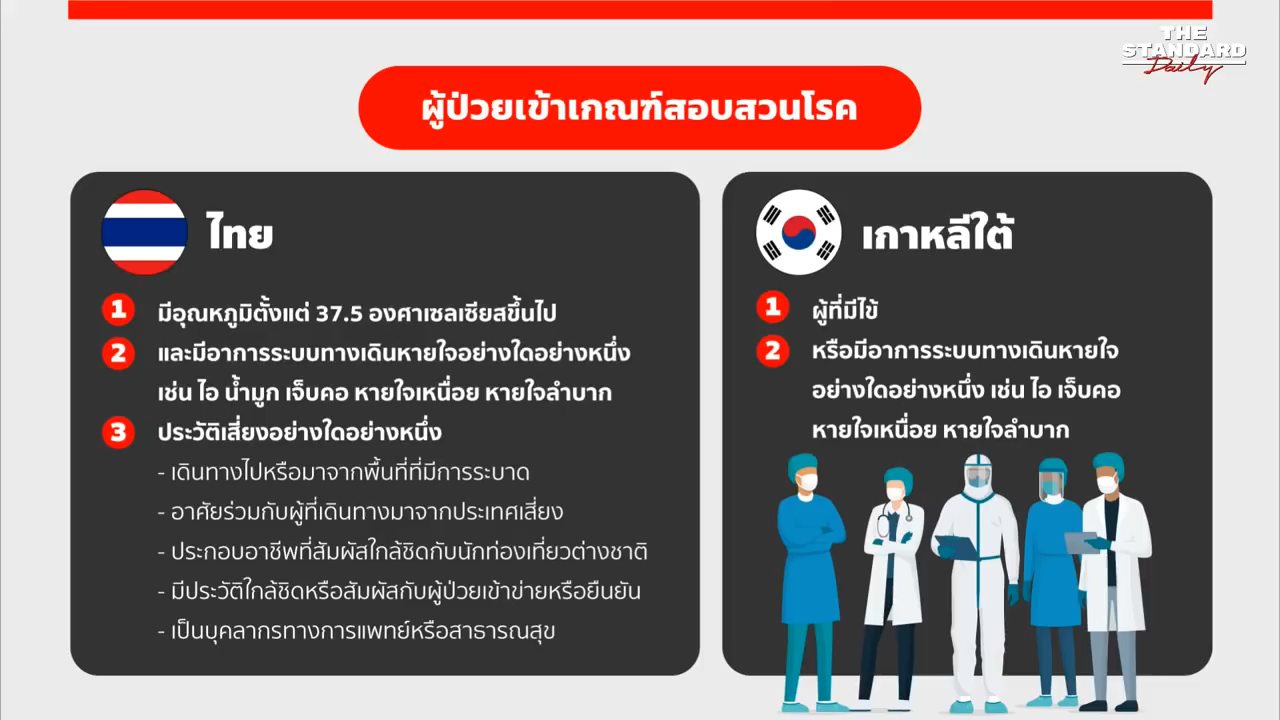 THE
STANDARD
Daily
ผู้ป่วยเข้าเกณฑ์สอบสวนโรค
ไทย
1 มีอุณหภูมิตั้งแต่ 37.5 องศาเซลเซียสขึ้นไป
2 และมีอาการระบบทางเดินหายใจอย่างใดอย่างหนึ่ง
เช่น ไอ น้ำมูก เจ็บคอ หายใจเหนื่อย หายใจลำบาก
3 ประวัติเสี่ยงอย่างใดอย่างหนึ่ง
- เดินทางไปหรือมาจากพื้นที่ที่มีการระบาด
- อาศัยร่วมกับผู้ที่เดินทางมาจากประเทศเสี่ยง
- ประกอบอาชีพที่สัมผัสใกล้ชิดกับนักท่องเที่ยวต่างชาติ
- มีประวัติใกล้ชิดหรือสัมผัสกับผู้ป่วยเข้าข่ายหรือยืนยัน
- เป็นบุคลากรทางการแพทย์หรือสาธารณสุข
เกาหลีใต้
1 ผู้ที่มีไข้
2 หรือมีอาการระบบทางเดินหายใจ
อย่างใดอย่างหนึ่ง เช่น ไอ เจ็บคอ
หายใจเหนื่อย หายใจลำบาก